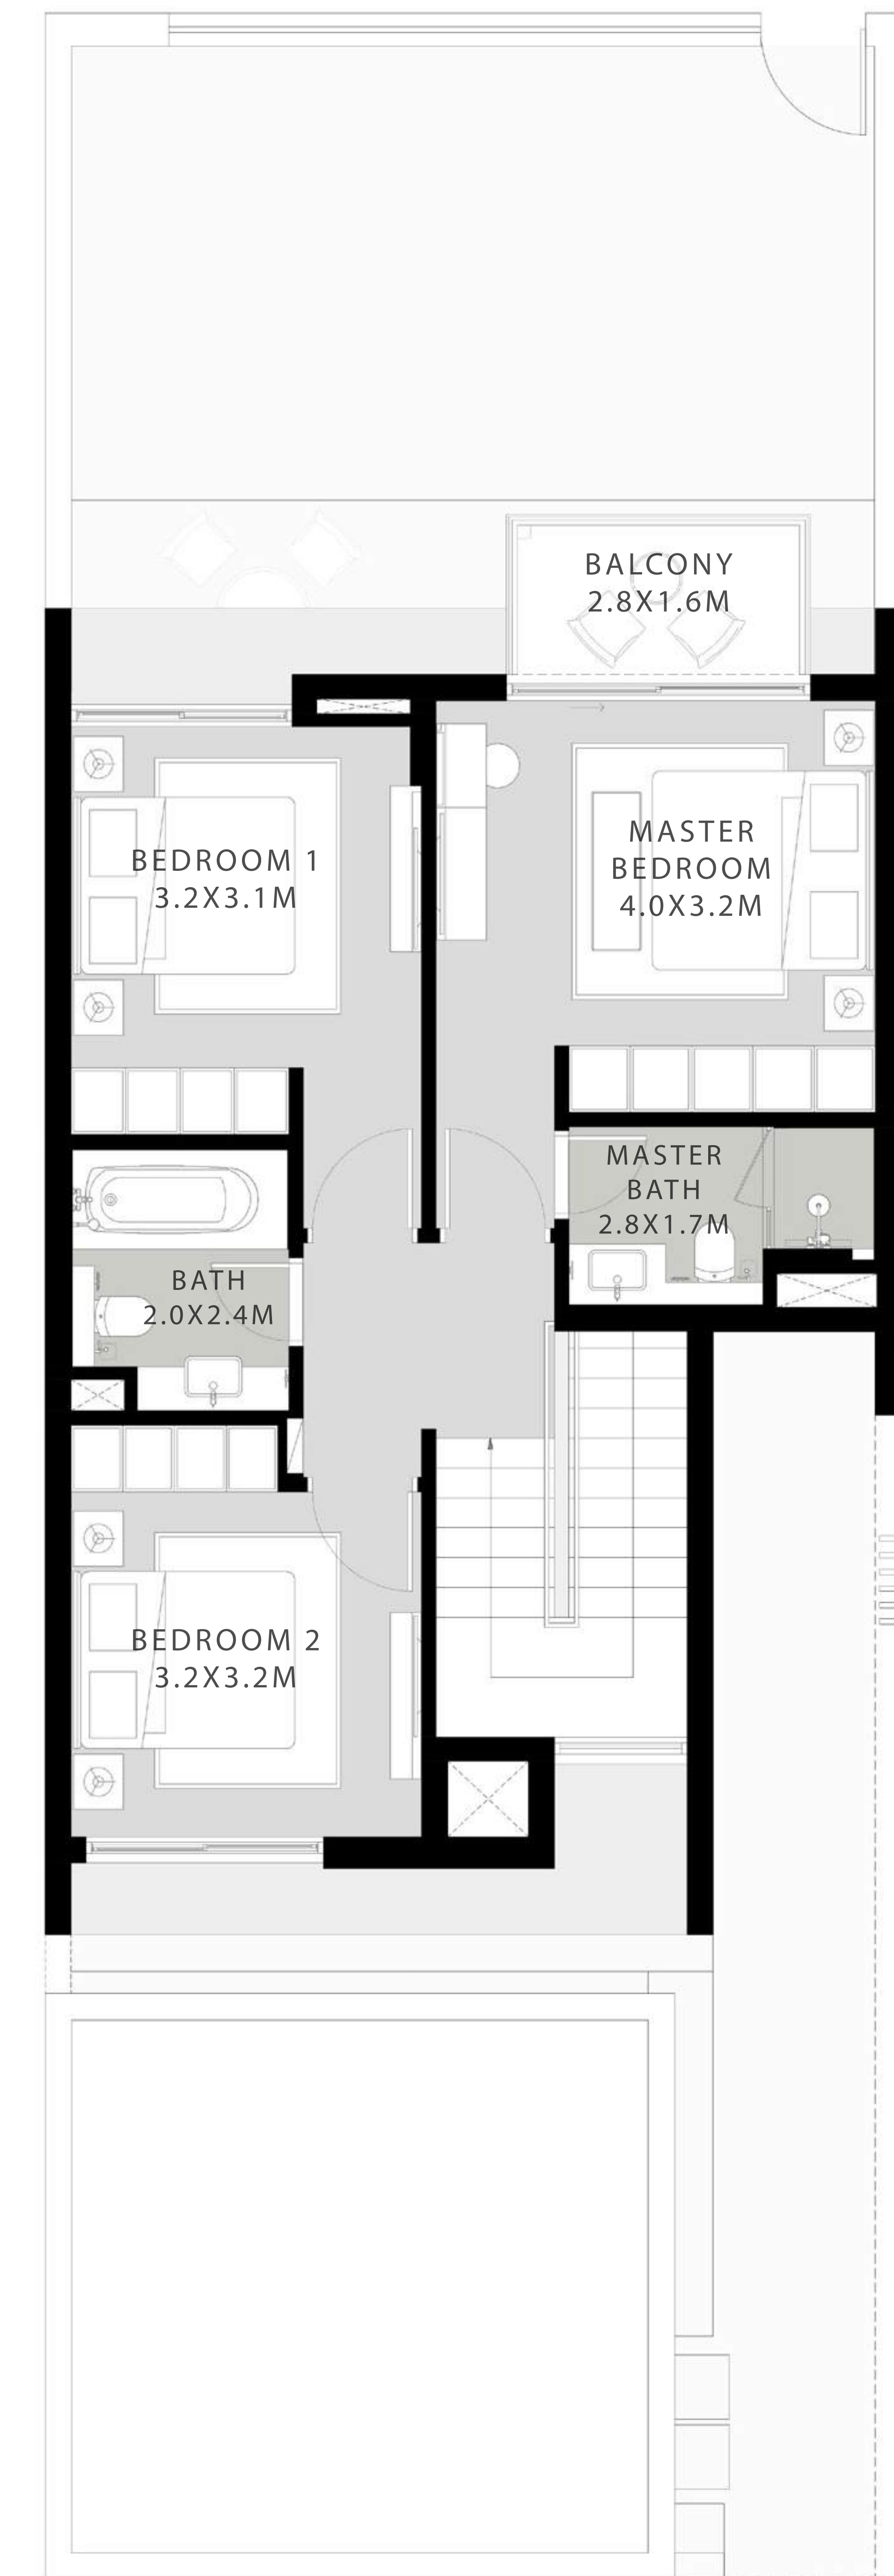 BALCONY
2.8X1.6M
BEDROOM 1
3.2X3.1M
MASTER
BEDROOM
4.0X3.2M
MASTER
BATH
2.8X1.7M
BATH
2.0X2.4M
BEDROOM 2
3.2X3.2M